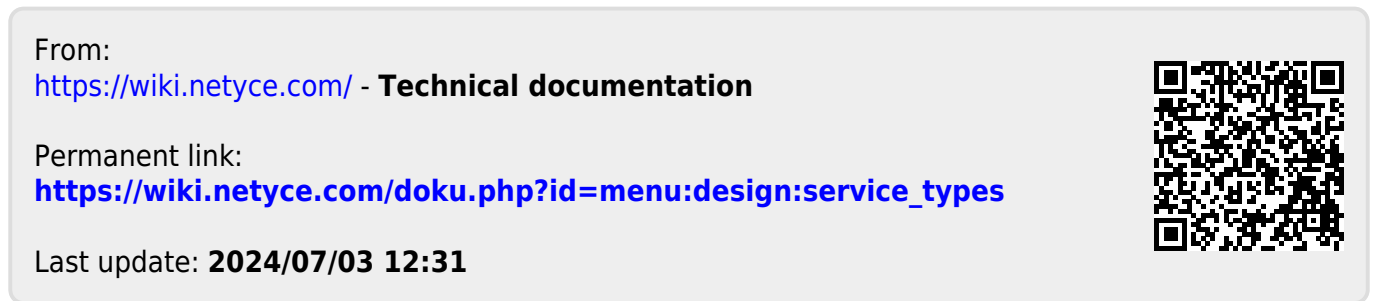 From:
https://wiki.netyce.com/ - Technical documentation
Permanent link:
https://wiki.netyce.com/doku.php?id=menu:design:service_types
Last update: 2024/07/03 12:31